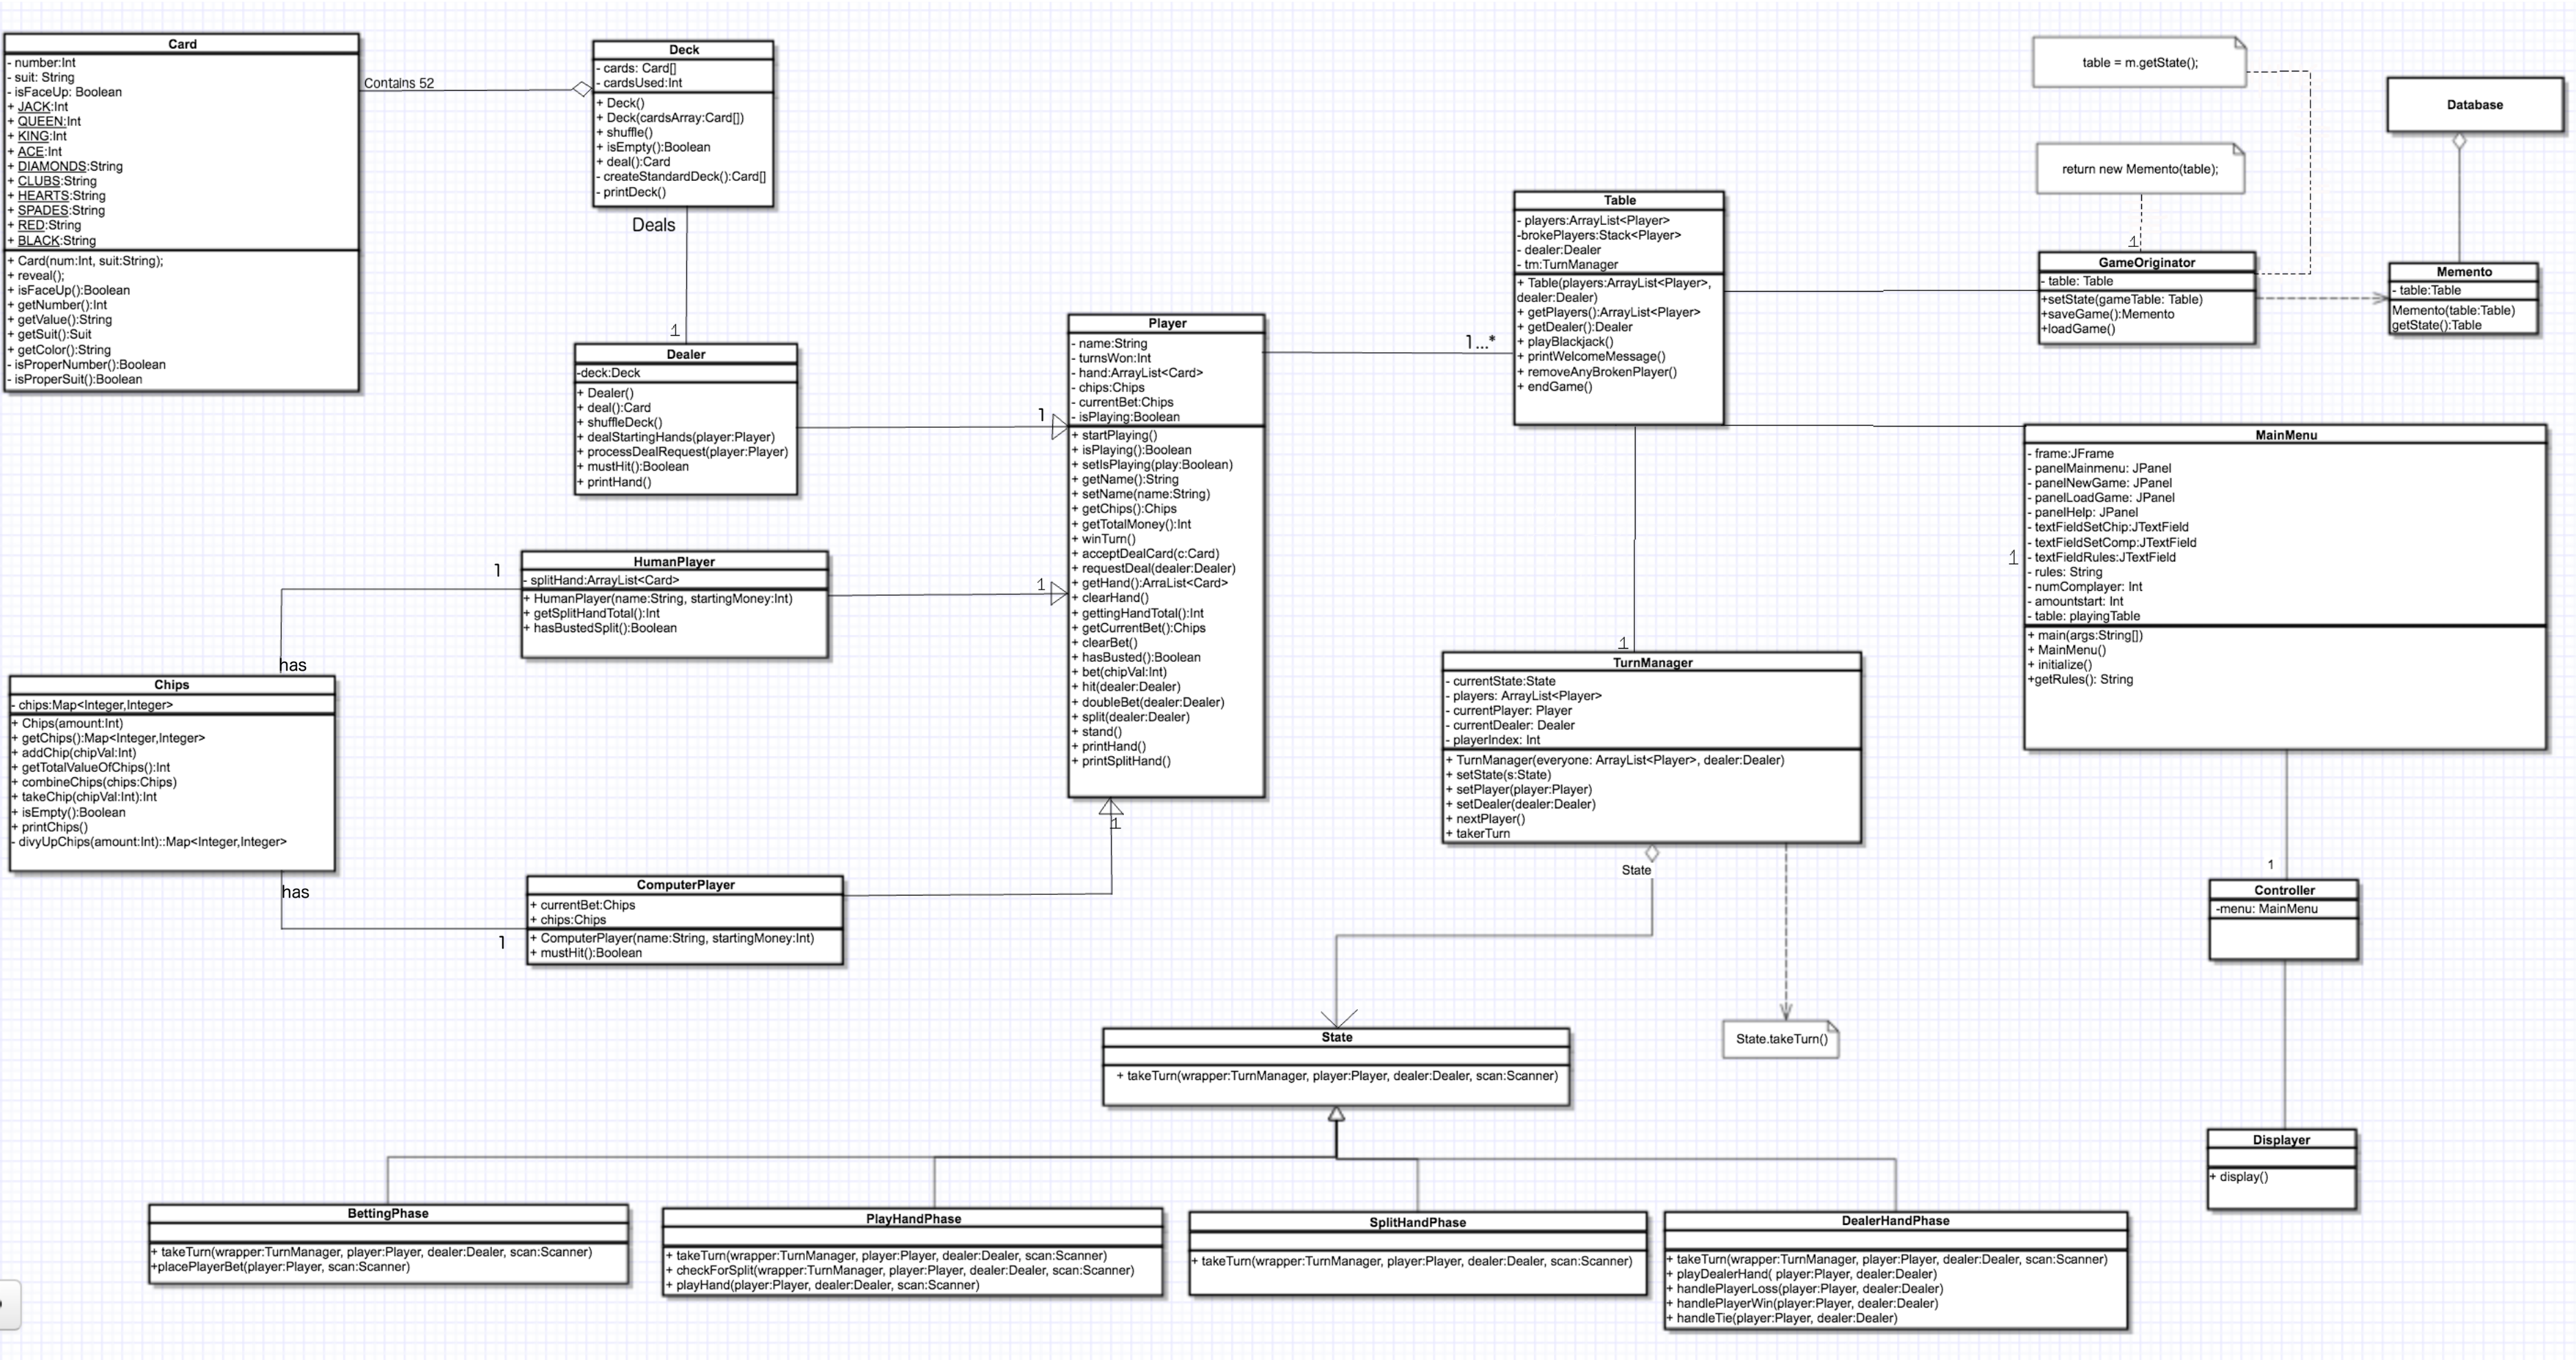 Card
- number:Int
- suit: String
- isFaceUp: Boolean
+ JACK:Int
+ QUEEN:Int
+ KING:Int
+ ACE:Int
+ DIAMONDS:String
+ CLUBS:String
+ HEARTS:String
+ SPADES:String
+ RED:String
+ BLACK:String
+ Card(num:Int, suit:String);
+ reveal();
+ isFaceUp():Boolean
+ getNumber():Int
+ getValue():String
+ getSuit():Suit
+ getColor():String
- isProperNumber():Boolean
- isProperSuit():Boolean
Contains 52
Deck
- cards: Card[]
- cardsUsed:Int
+ Deck()
+ Deck(cardsArray:Card[])
+ shuffle()
+ isEmpty():Boolean
+ deal():Card
- createStandardDeck():Card[]
- printDeck()
Deals
1
Dealer
-deck:Deck
+ Dealer()
+ deal():Card
+ shuffleDeck()
+ dealStartingHands(player:Player)
+ processDealRequest(player:Player)
+ mustHit():Boolean
+ printHand()
1
HumanPlayer
- splitHand:ArrayList<Card>
+ HumanPlayer(name:String, startingMoney:Int)
+ getSplitHandTotal():Int
+ hasBustedSplit():Boolean
1
1
has
Chips
- chips:Map<Integer,Integer>
+ Chips(amount:Int)
+ getChips():Map<Integer,Integer>
+ addChip(chipVal:Int)
+ getTotalValueOfChips():Int
+ combineChips(chips:Chips)
+ takeChip(chipVal:Int):Int
+ isEmpty():Boolean
+ printChips()
- divyUpChips(amount:Int)::Map<Integer,Integer>
has
1
ComputerPlayer
+ currentBet:Chips
+ chips:Chips
+ ComputerPlayer(name:String, startingMoney:Int)
+ mustHit():Boolean
1
Player
- name:String
- turnsWon:Int
- hand:ArrayList<Card>
- chips:Chips
- currentBet:Chips
- isPlaying:Boolean
+ startPlaying()
+ isPlaying():Boolean
+ setIsPlaying(play:Boolean)
+ getName():String
+ setName(name:String)
+ getChips():Chips
+ getTotalMoney():Int
+ winTurn()
+ acceptDealCard(c:Card)
+ requestDeal(dealer:Dealer)
+ getHand():ArraList<Card>
+ clearHand()
+ gettingHandTotal():Int
+ getCurrentBet():Chips
+ clearBet()
+ hasBusted():Boolean
+ bet(chipVal:Int)
+ hit(dealer:Dealer)
+ doubleBet(dealer:Dealer)
+ split(dealer:Dealer)
+ stand()
+ printHand()
+ printSplitHand()
1...*
Table
- players:ArrayList<Player>
-brokePlayers:Stack<Player>
- dealer:Dealer
- tm:TurnManager
+ Table(players:ArrayList<Player>,
dealer:Dealer)
+ getPlayers():ArrayList<Player>
+ getDealer():Dealer
+ playBlackjack()
+ printWelcomeMessage()
+ removeAnyBrokenPlayer()
+ endGame()
table = m.getState();
return new Memento(table);
1
GameOriginator
- table: Table
+setState(gameTable: Table)
+saveGame():Memento
+loadGame()
Database
Memento
- table:Table
Memento(table:Table)
getState():Table
1
MainMenu
- frame:JFrame
- panelMainmenu: JPanel
- panelNewGame: JPanel
- panelLoadGame: JPanel
- panelHelp: JPanel
- textFieldSetChip:JTextField
- textFieldSetComp:JTextField
- textFieldRules:JTextField
- rules: String
- numComplayer: Int
- amountstart: Int
- table: playingTable
+ main(args:String[])
+ MainMenu()
+ initialize()
+getRules(): String
1
TurnManager
- currentState:State
- players: ArrayList<Player>
- currentPlayer: Player
- currentDealer: Dealer
- playerIndex: Int
+ TurnManager(everyone: ArrayList<Player>, dealer:Dealer)
+ setState(s:State)
+ setPlayer(player:Player)
+ setDealer(dealer:Dealer)
+ nextPlayer()
+ takerTurn
State
State.takeTurn()
1
Controller
-menu: MainMenu
Displayer
+ display()
State
+ takeTurn(wrapper:TurnManager, player:Player, dealer:Dealer, scan:Scanner)
BettingPhase
+ takeTurn(wrapper:TurnManager, player:Player, dealer:Dealer, scan:Scanner)
+placePlayerBet(player:Player, scan:Scanner)
PlayHandPhase
+ takeTurn(wrapper:TurnManager, player:Player, dealer:Dealer, scan:Scanner)
+ checkForSplit(wrapper:TurnManager, player:Player, dealer:Dealer, scan:Scanner)
+ playHand(player:Player, dealer:Dealer, scan:Scanner)
SplitHandPhase
+ takeTurn(wrapper:TurnManager, player:Player, dealer:Dealer, scan:Scanner)
DealerHandPhase
+ takeTurn(wrapper:TurnManager, player:Player, dealer:Dealer, scan:Scanner)
+ playDealerHand( player:Player, dealer:Dealer)
+ handlePlayerLoss(player:Player, dealer:Dealer)
+ handlePlayerWin(player:Player, dealer:Dealer)
+ handleTie(player:Player, dealer:Dealer)